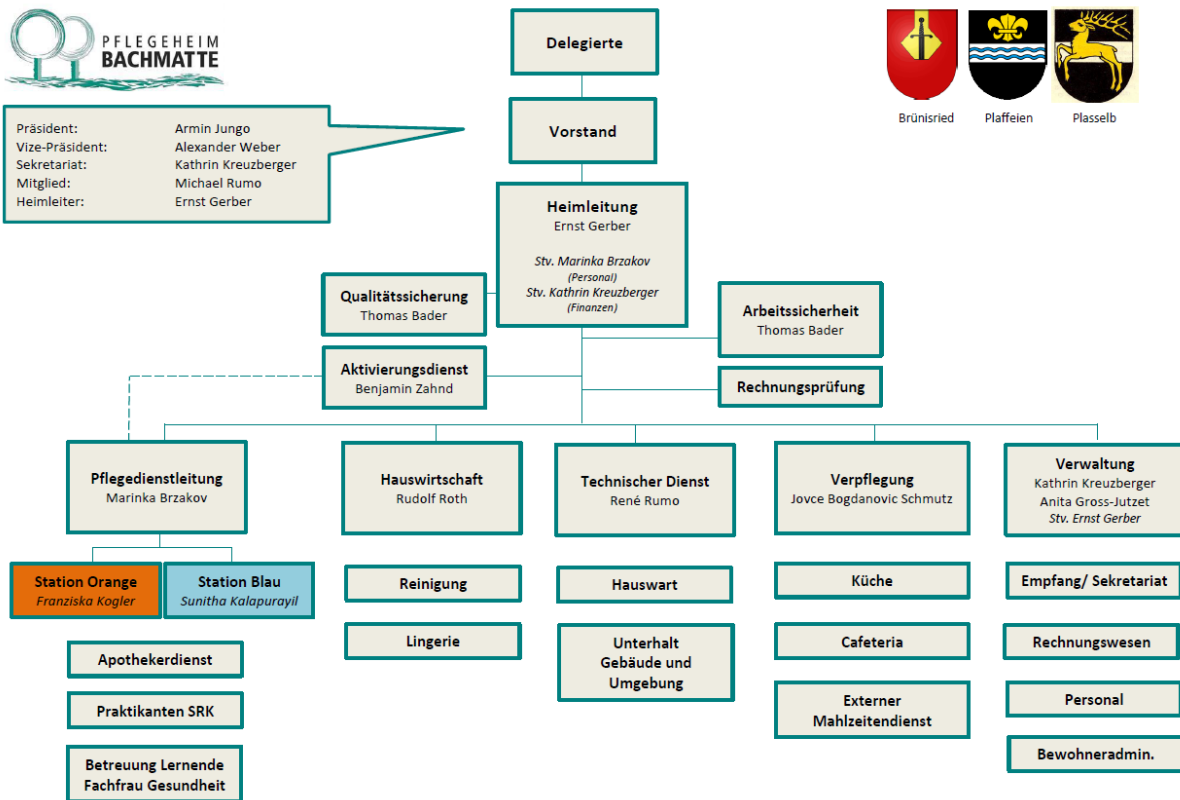 PFLEGEHEIM
BACHMATTE
Delegierte
Brünisried
Plaffeien
Plasselb
Präsident: Armin Jungo
Vize-Präsident: Alexander Weber
Sekretariat: Kathrin Kreuzberger
Mitglied: Michael Rumo
Heimleiter: Ernst Gerber
Vorstand
Heimleitung
Ernst Gerber
Stv. Marinka Brzakov
(Personal)
Stv. Kathrin Kreuzberger
(Finanzen)
Qualitätssicherung
Thomas Bader
Arbeitssicherheit
Thomas Bader
Aktivierungsdienst
Benjamin Zahnd
Rechnungsprüfung
Pflegedienstleitung
Marinka Brzakov
Hauswirtschaft
Rudolf Roth
Technischer Dienst
René Rumo
Verpflegung
Jovce Bogdanovic Schmutz
Verwaltung
Kathrin Kreuzberger
Anita Gross-Jutzet
Stv. Ernst Gerber
Station Orange
Franziska Kogler
Station Blau
Sunitha Kalapurayil
Reinigung
Hauswart
Küche
Empfang/ Sekretariat
Apothekerdienst
Lingerie
Unterhalt
Gebäude und
Umgebung
Cafeteria
Rechnungswesen
Praktikanten SRK
Externer
Mahlzeitendienst
Personal
Betreuung Lernende
Fachfrau Gesundheit
Bewohneradmin.